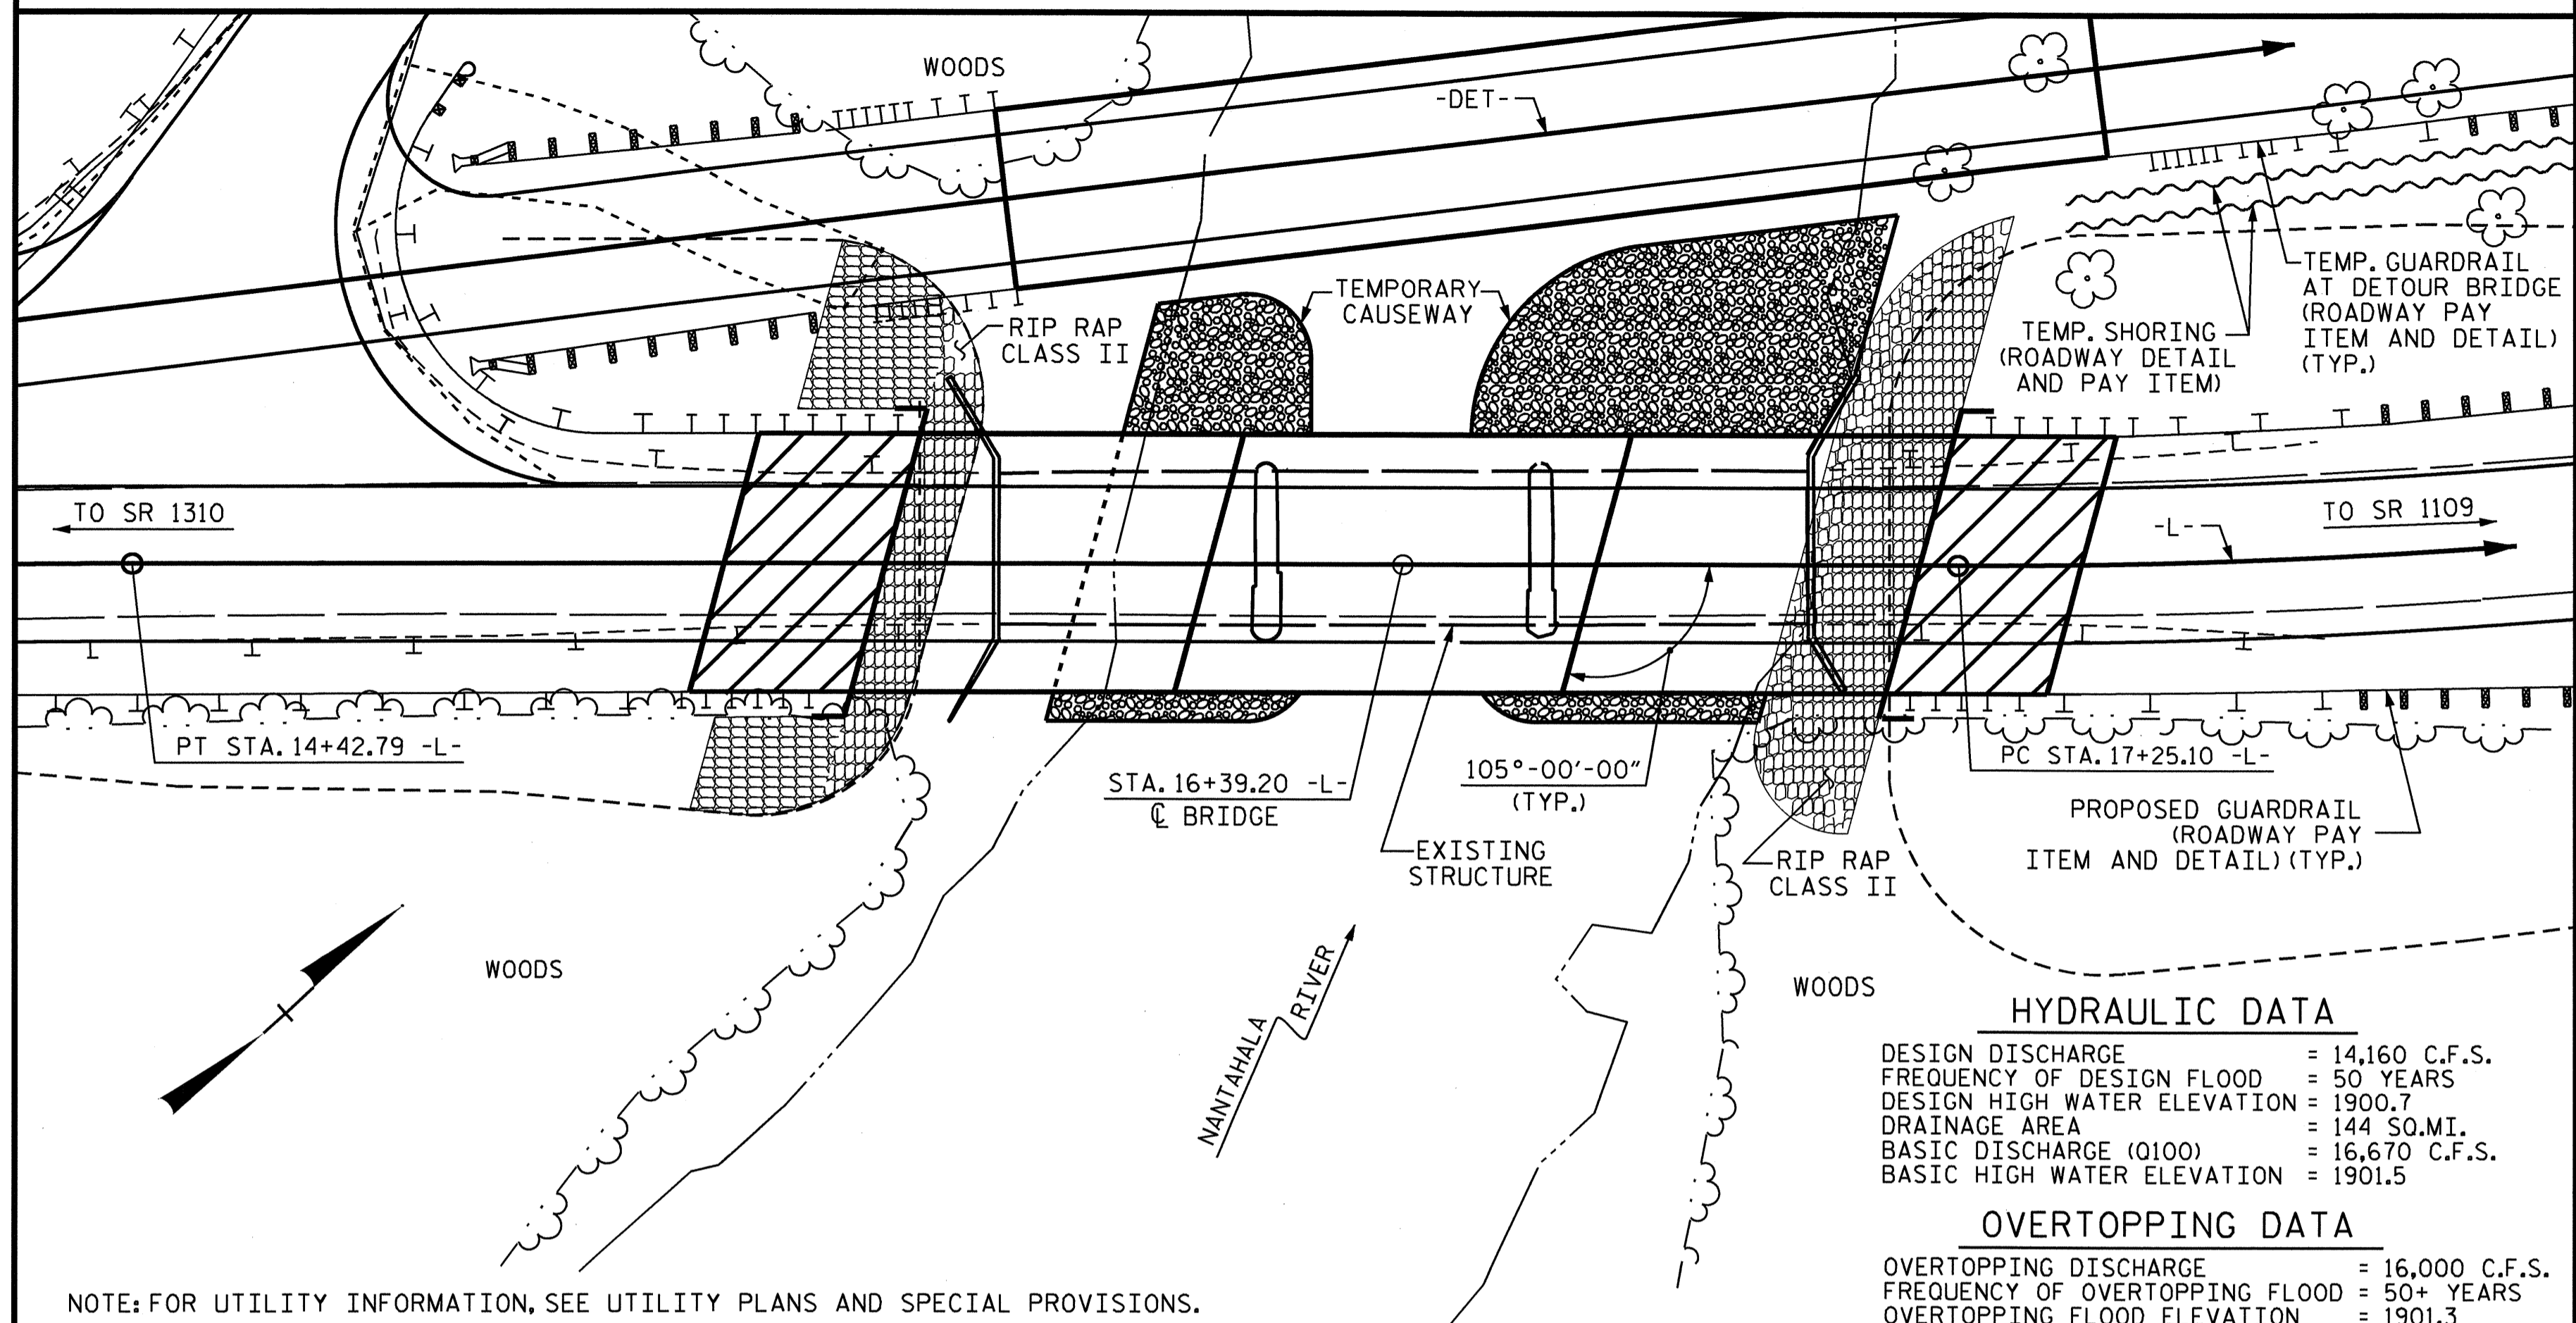 WOODS
-DET-
TEMPORARY
CAUSEWAY
RIP RAP
CLASS II
TEMP. SHORING
(ROADWAY DETAIL
AND PAY ITEM)
TEMP. GUARDRAIL
AT DETOUR BRIDGE
(ROADWAY PAY
ITEM AND DETAIL)
(TYP.)
TO SR 1310
-L-
TO SR 1109
PT STA. 14+42.79 -L-
STA. 16+39.20 -L-
℄ BRIDGE
105°-00'-00"
(TYP.)
EXISTING
STRUCTURE
PC STA. 17+25.10 -L-
RIP RAP
CLASS II
PROPOSED GUARDRAIL
(ROADWAY PAY
ITEM AND DETAIL) (TYP.)
WOODS
NANTAHALA RIVER
WOODS
HYDRAULIC DATA
DESIGN DISCHARGE = 14,160 C.F.S.
FREQUENCY OF DESIGN FLOOD = 50 YEARS
DESIGN HIGH WATER ELEVATION = 1900.7
DRAINAGE AREA = 144 SQ.MI.
BASIC DISCHARGE (Q100) = 16,670 C.F.S.
BASIC HIGH WATER ELEVATION = 1901.5
OVERTOPPING DATA
OVERTOPPING DISCHARGE = 16,000 C.F.S.
FREQUENCY OF OVERTOPPING FLOOD = 50+ YEARS
OVERTOPPING FLOOD ELEVATION = 1901.3
NOTE: FOR UTILITY INFORMATION, SEE UTILITY PLANS AND SPECIAL PROVISIONS.